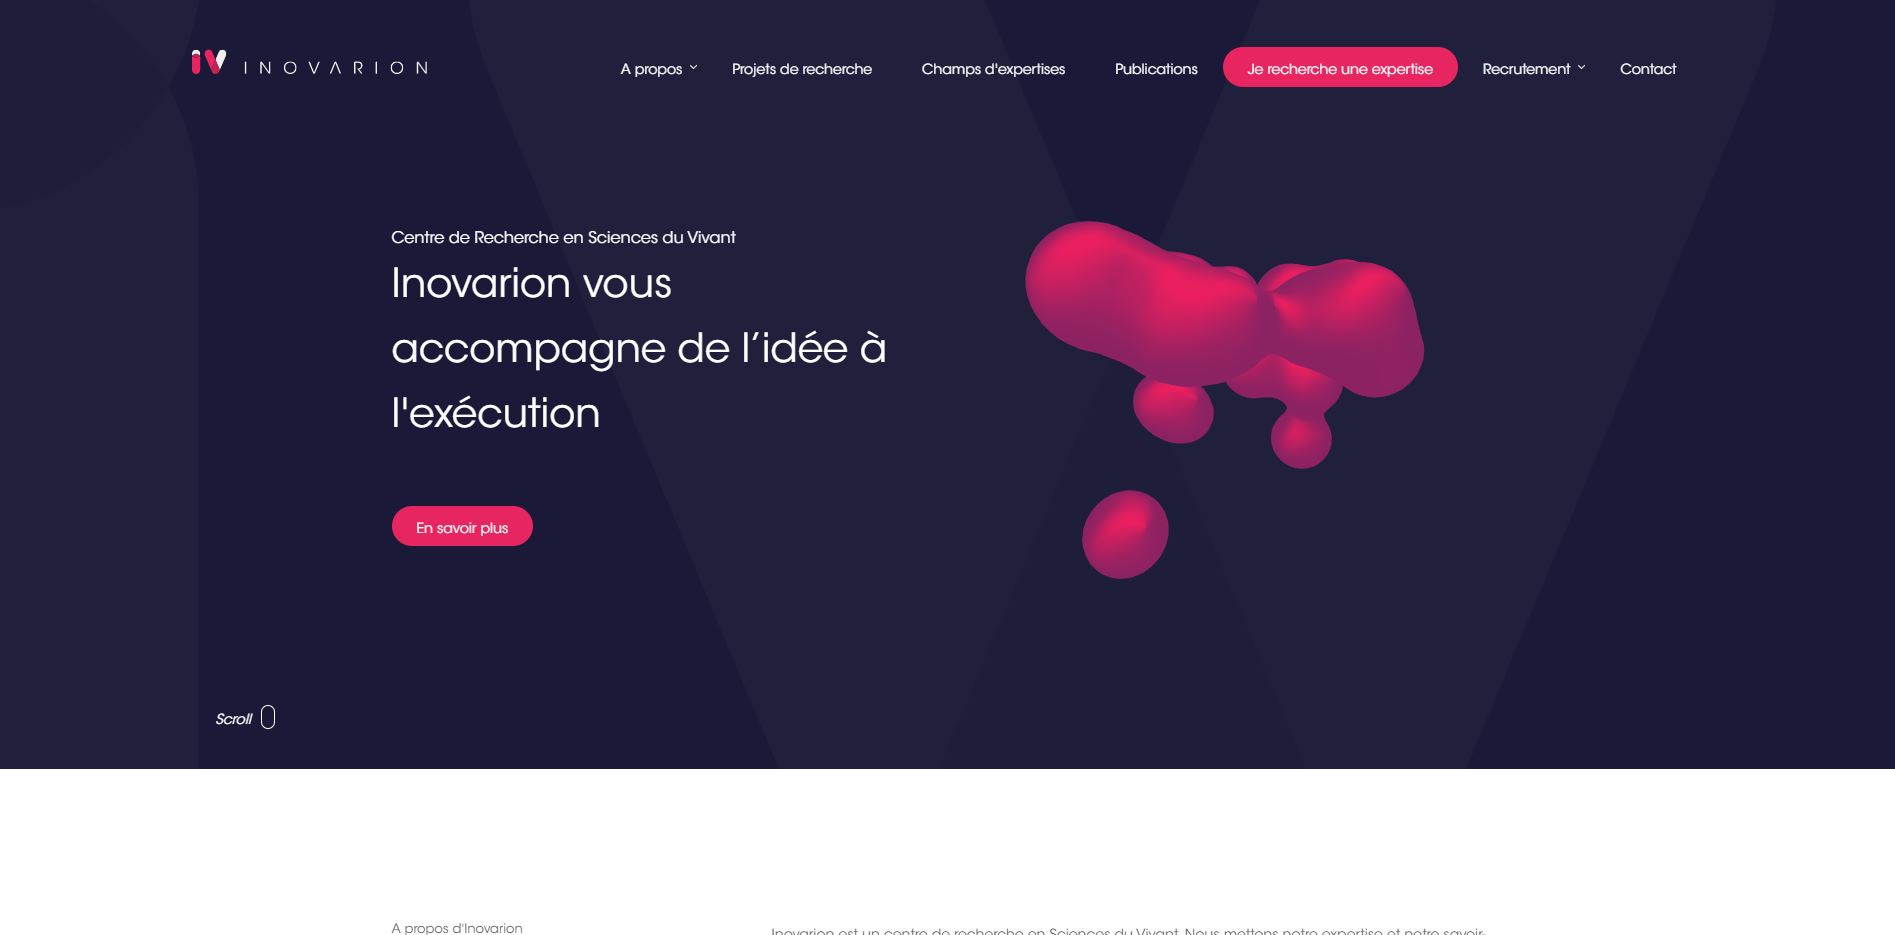 INOVARION
A propos
Projets de recherche
Champs d'expertises
Publications
Je recherche une expertise
Recrutement
Contact
Centre de Recherche en Sciences du Vivant
Inovarion vous
accompagne de l’idée à
l'exécution
En savoir plus
Scroll
A propos d'Inovarion
Inovarion est un centre de recherche en Sciences du Vivant. Nous mettons notre expertise et notre savoir-